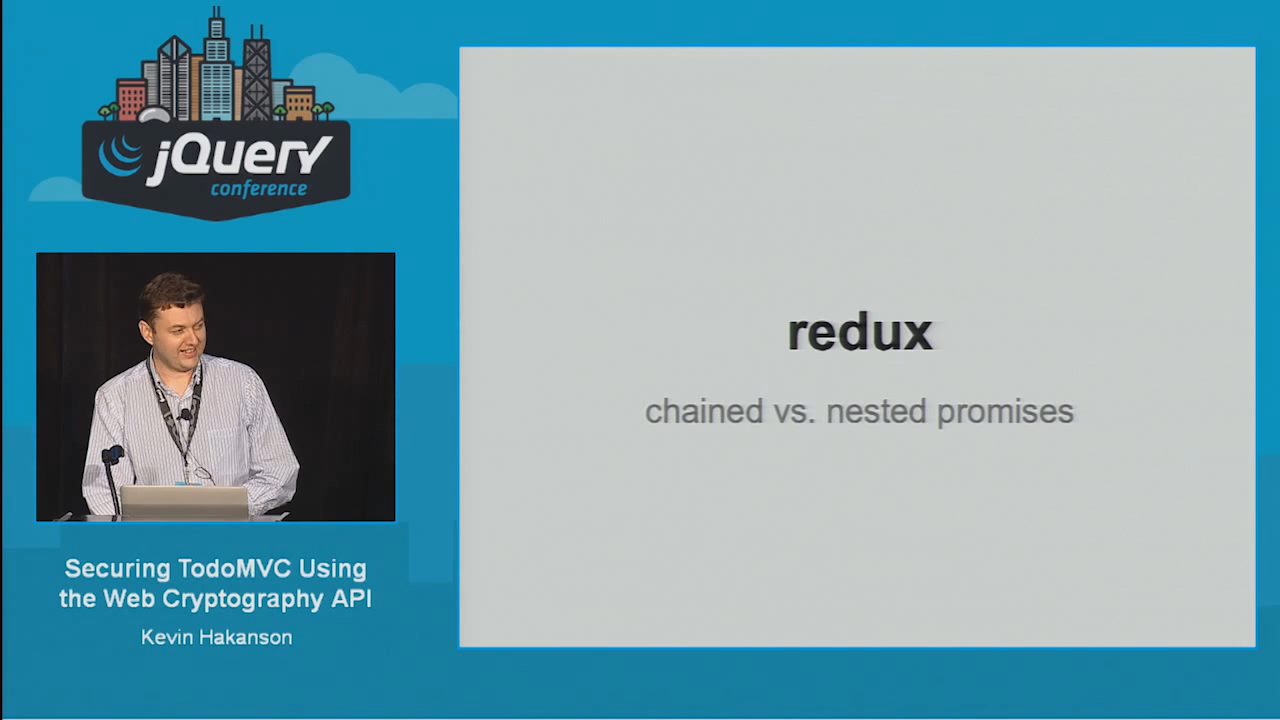 jQuery
conference
Securing TodoMVC Using
the Web Cryptography API
Kevin Hakanson
redux
chained vs. nested promises